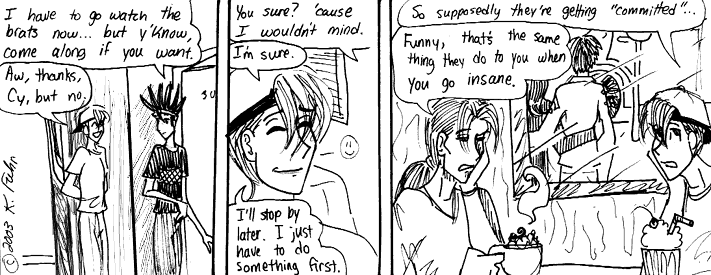 I have to go watch the
brats now... but y'know,
come along if you want.
Aw, thanks,
Cy, but no.
You sure? 'cause
I wouldn't mind.
I'm sure.
I'll stop by
later. I just
have to do
something first.
So supposedly they're getting "committed"...
Funny, that's the same
thing they do to you when
you go insane.
© 2003 K. Pahn